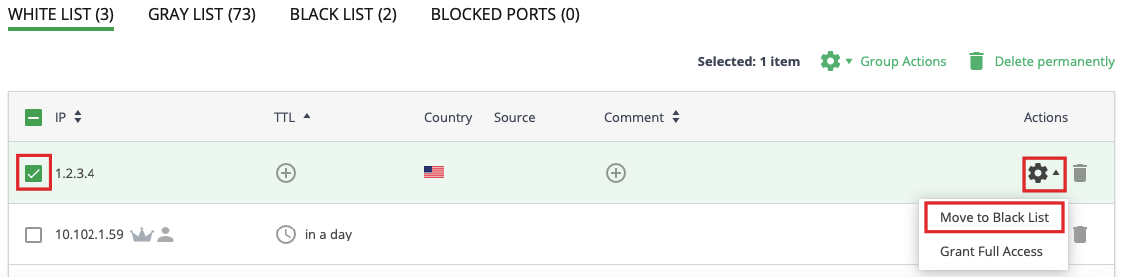 WHITE LIST (3) GRAY LIST (73) BLACK LIST (2) BLOCKED PORTS (0)
Selected: 1 item Group Actions Delete permanently
IP TTL Country Source Comment Actions
1.2.3.4
Move to Black List
10.102.1.59 in a day
Grant Full Access